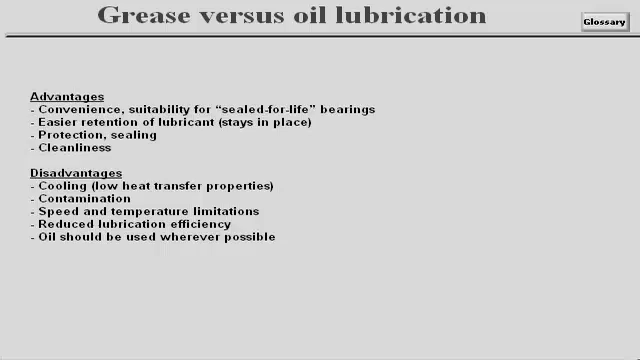 Grease versus oil lubrication
Glossary
Advantages
- Convenience, suitability for “sealed-for-life” bearings
- Easier retention of lubricant (stays in place)
- Protection, sealing
- Cleanliness
Disadvantages
- Cooling (low heat transfer properties)
- Contamination
- Speed and temperature limitations
- Reduced lubrication efficiency
- Oil should be used wherever possible